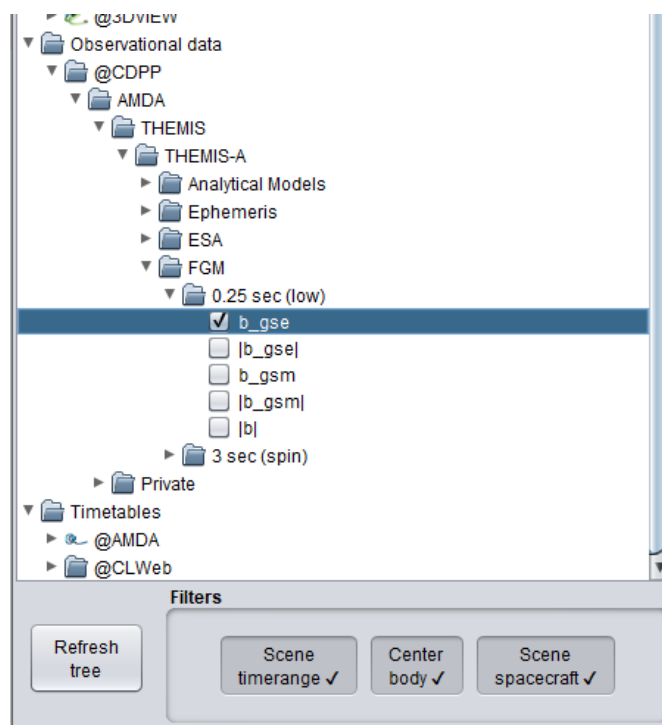 @3DVIEW
Observational data
@CDPP
AMDA
THEMIS
THEMIS-A
Analytical Models
Ephemeris
ESA
FGM
0.25 sec (low)
b_gse
|b_gse|
b_gsm
|b_gsm|
|b|
3 sec (spin)
Private
Timetables
@AMDA
@CLWeb
Filters
Refresh
tree
Scene
timerange ✓
Center
body ✓
Scene
spacecraft ✓